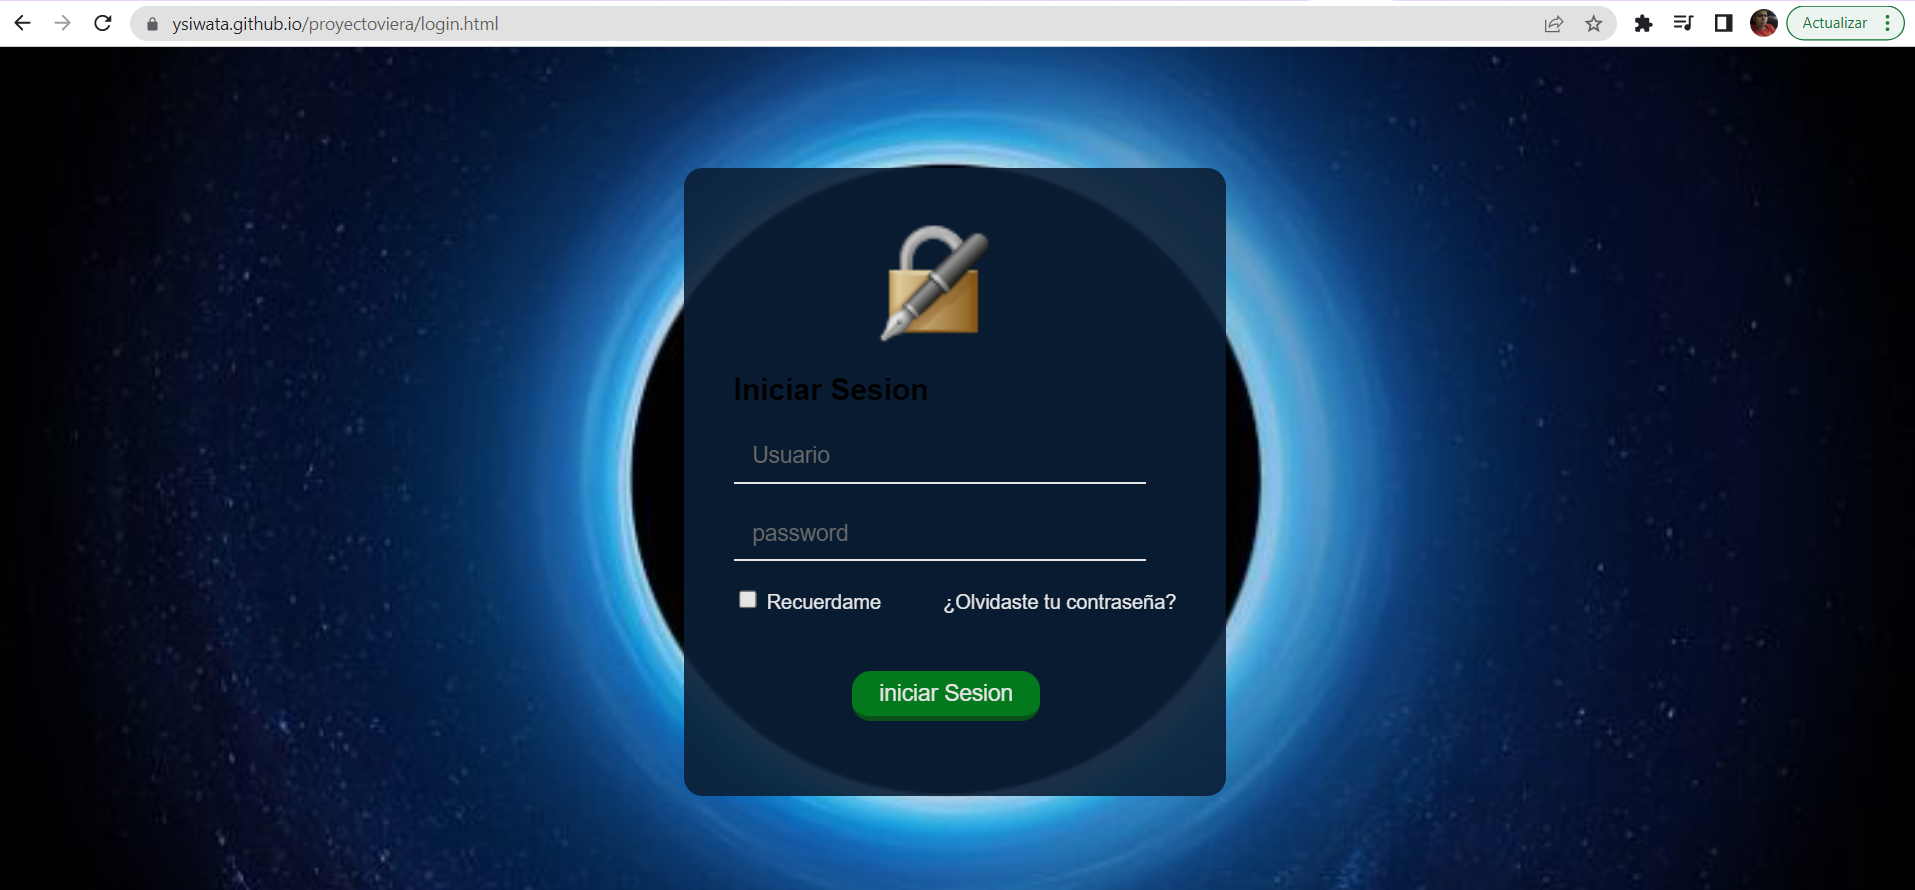 ysiwata.github.io/proyectoviera/login.html
Actualizar
Iniciar Sesion
Usuario
password
Recuerdame ¿Olvidaste tu contraseña?
iniciar Sesion